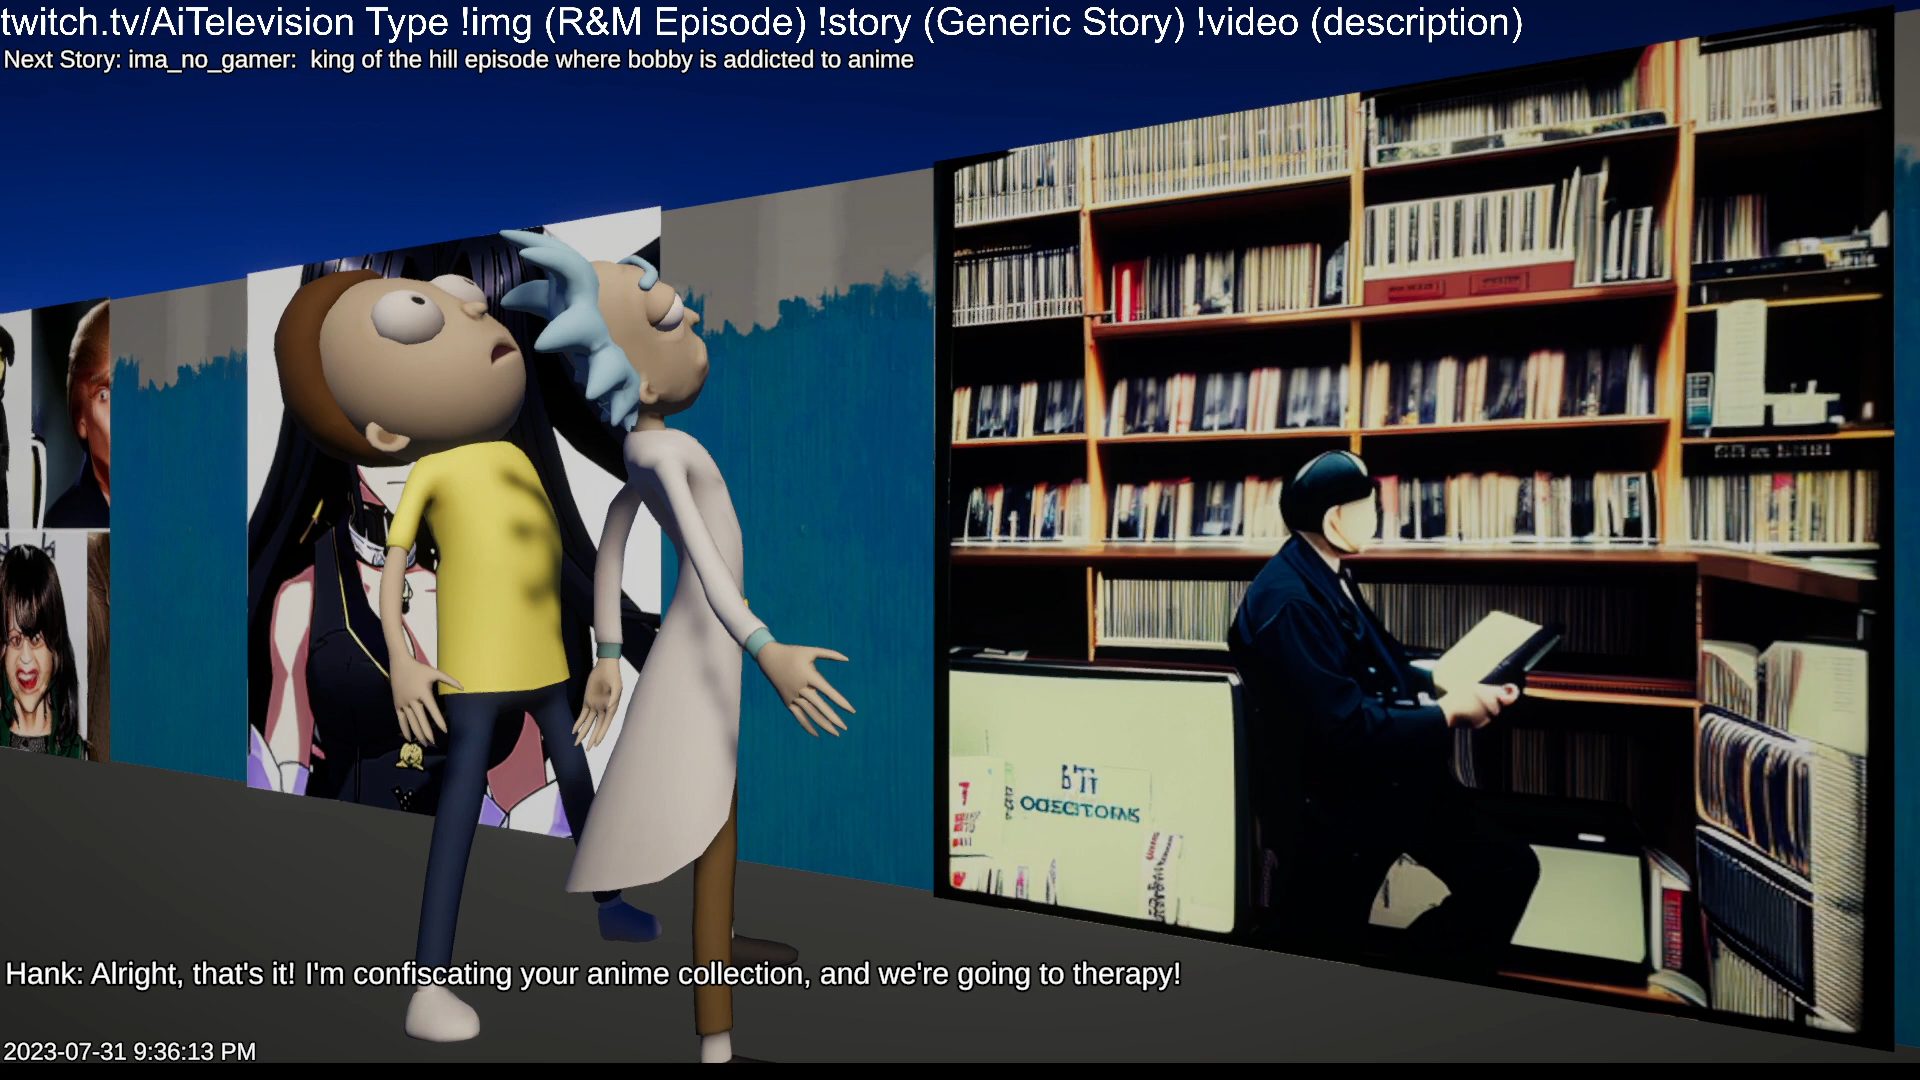 twitch.tv/AiTelevision Type !img (R&M Episode) !story (Generic Story) !video (description)
Next Story: ima_no_gamer:  king of the hill episode where bobby is addicted to anime
Hank: Alright, that's it! I'm confiscating your anime collection, and we're going to therapy!
2023-07-31 9:36:13 PM